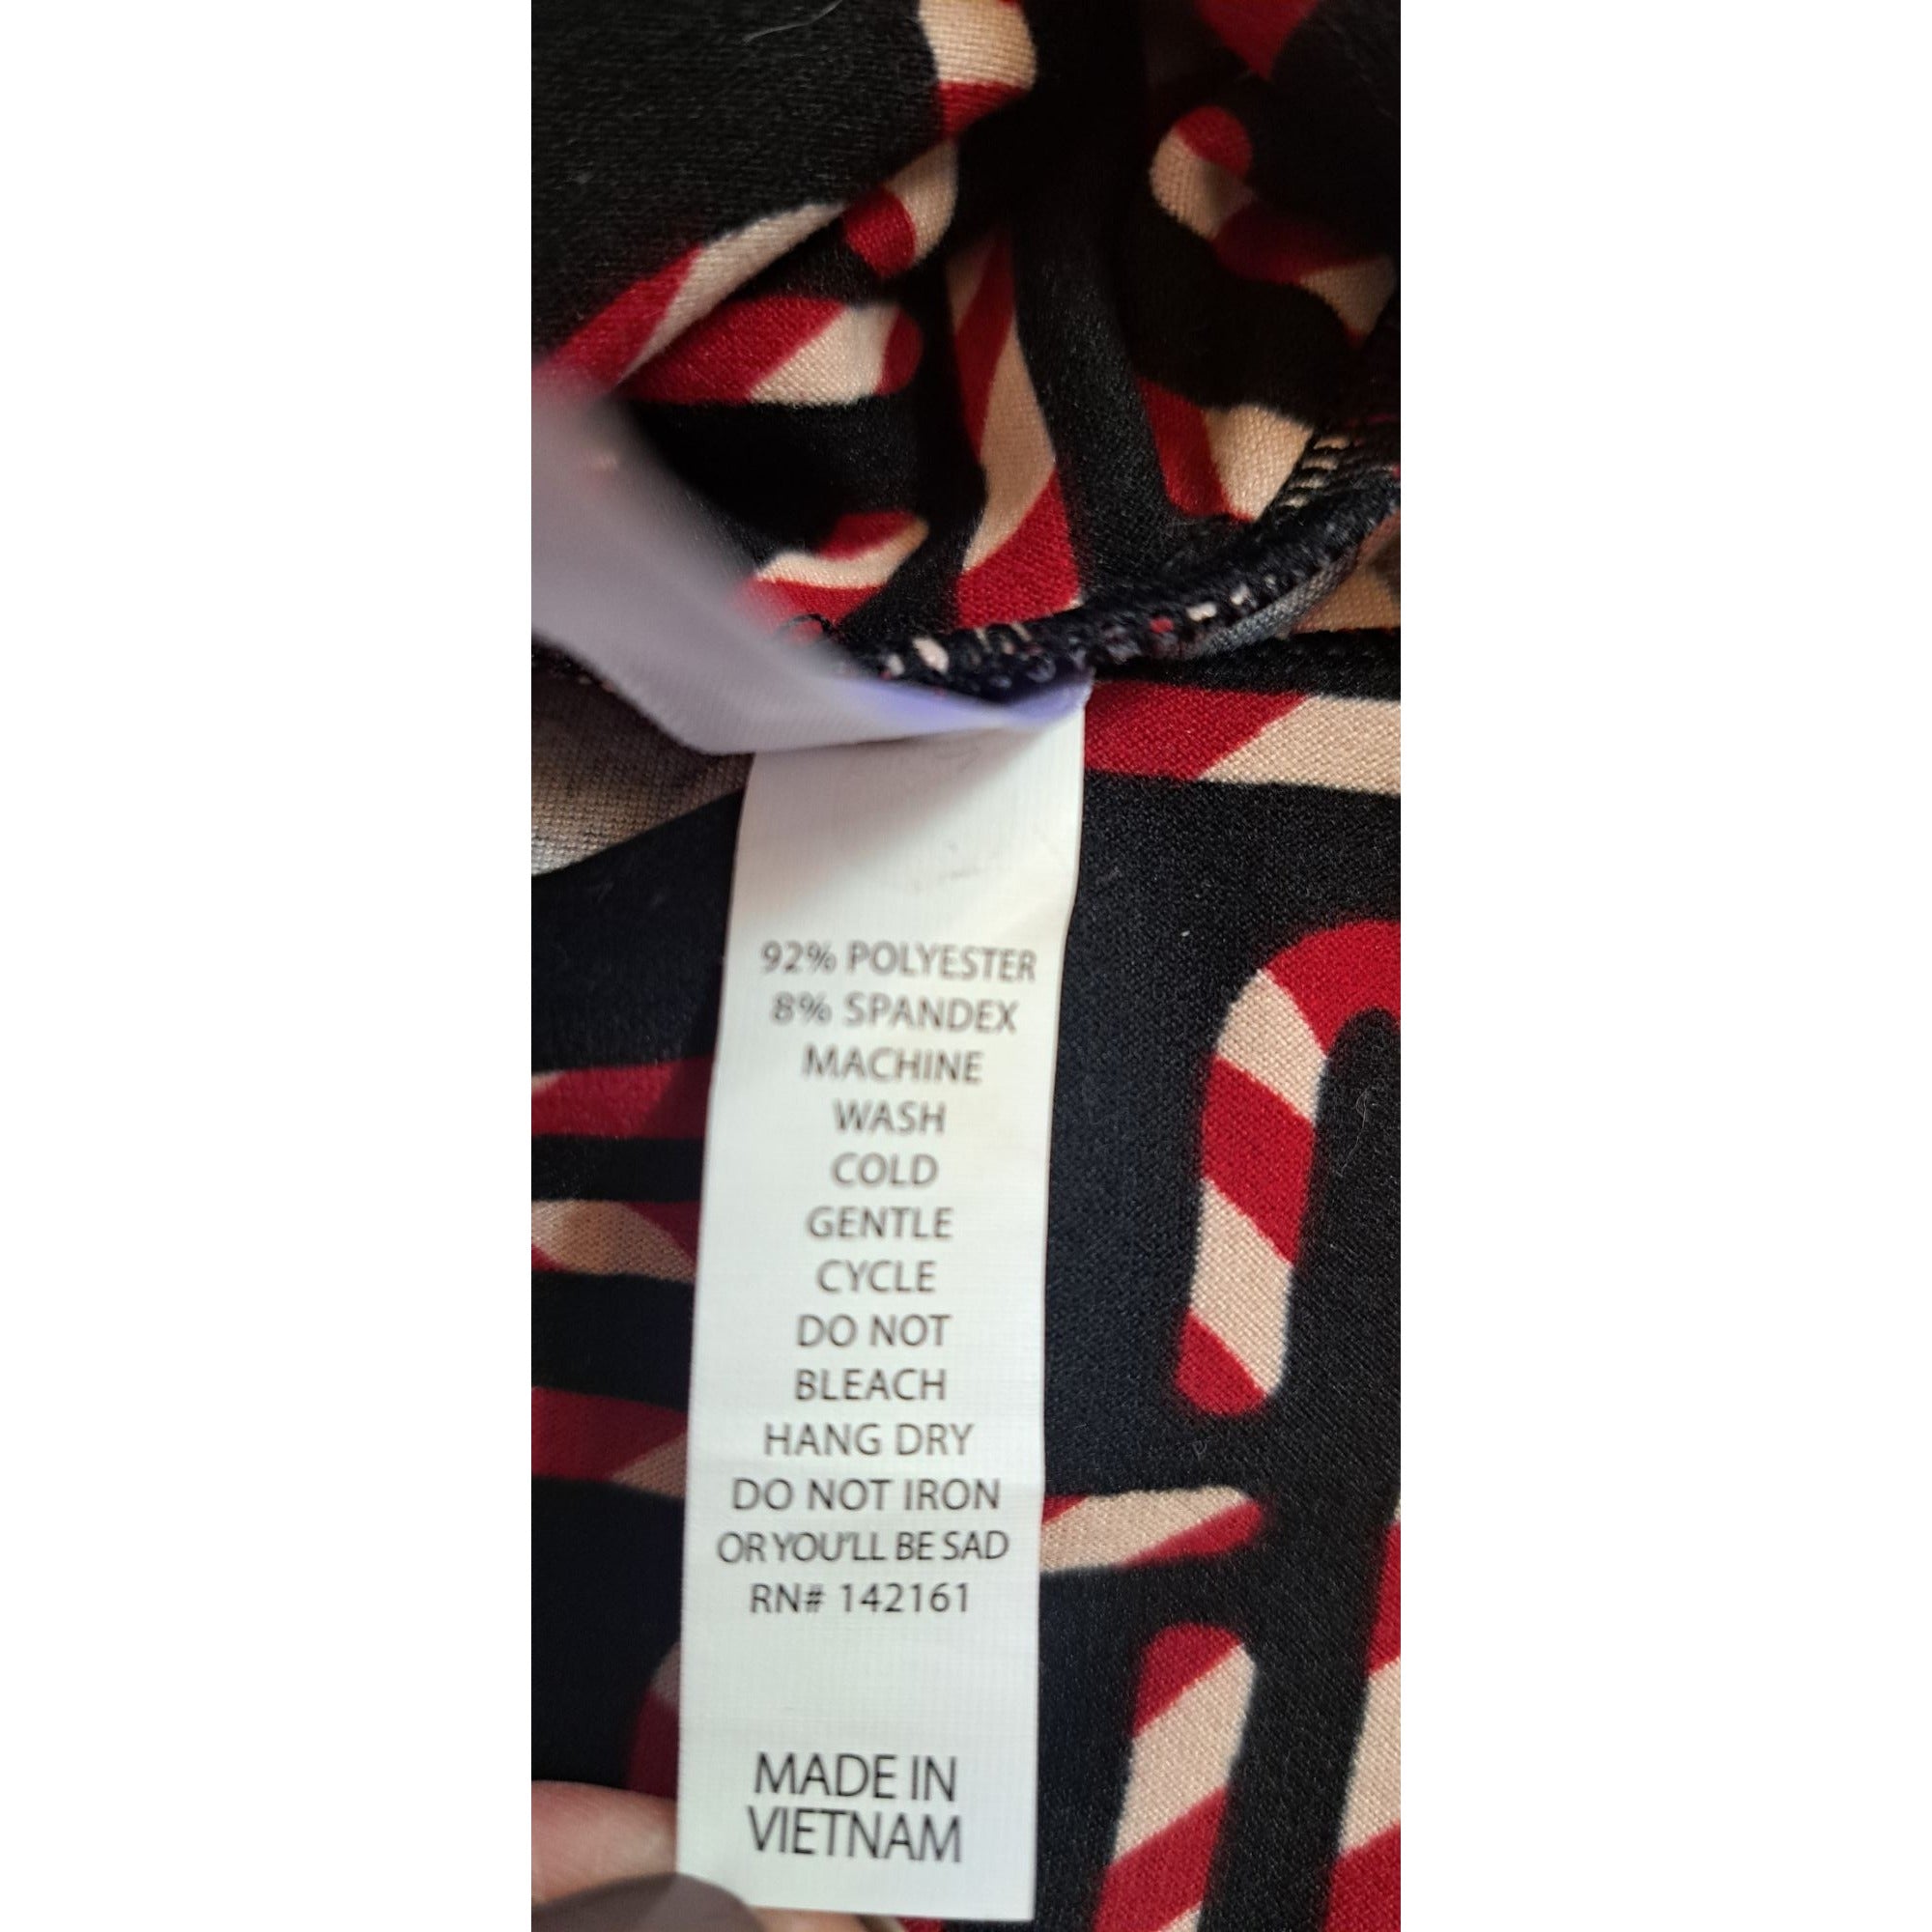 92% POLYESTER
8% SPANDEX
MACHINE
WASH
COLD
GENTLE
CYCLE
DO NOT
BLEACH
HANG DRY
DO NOT IRON
OR YOU'LL BE SAD
RN# 142161
MADE IN
VIETNAM